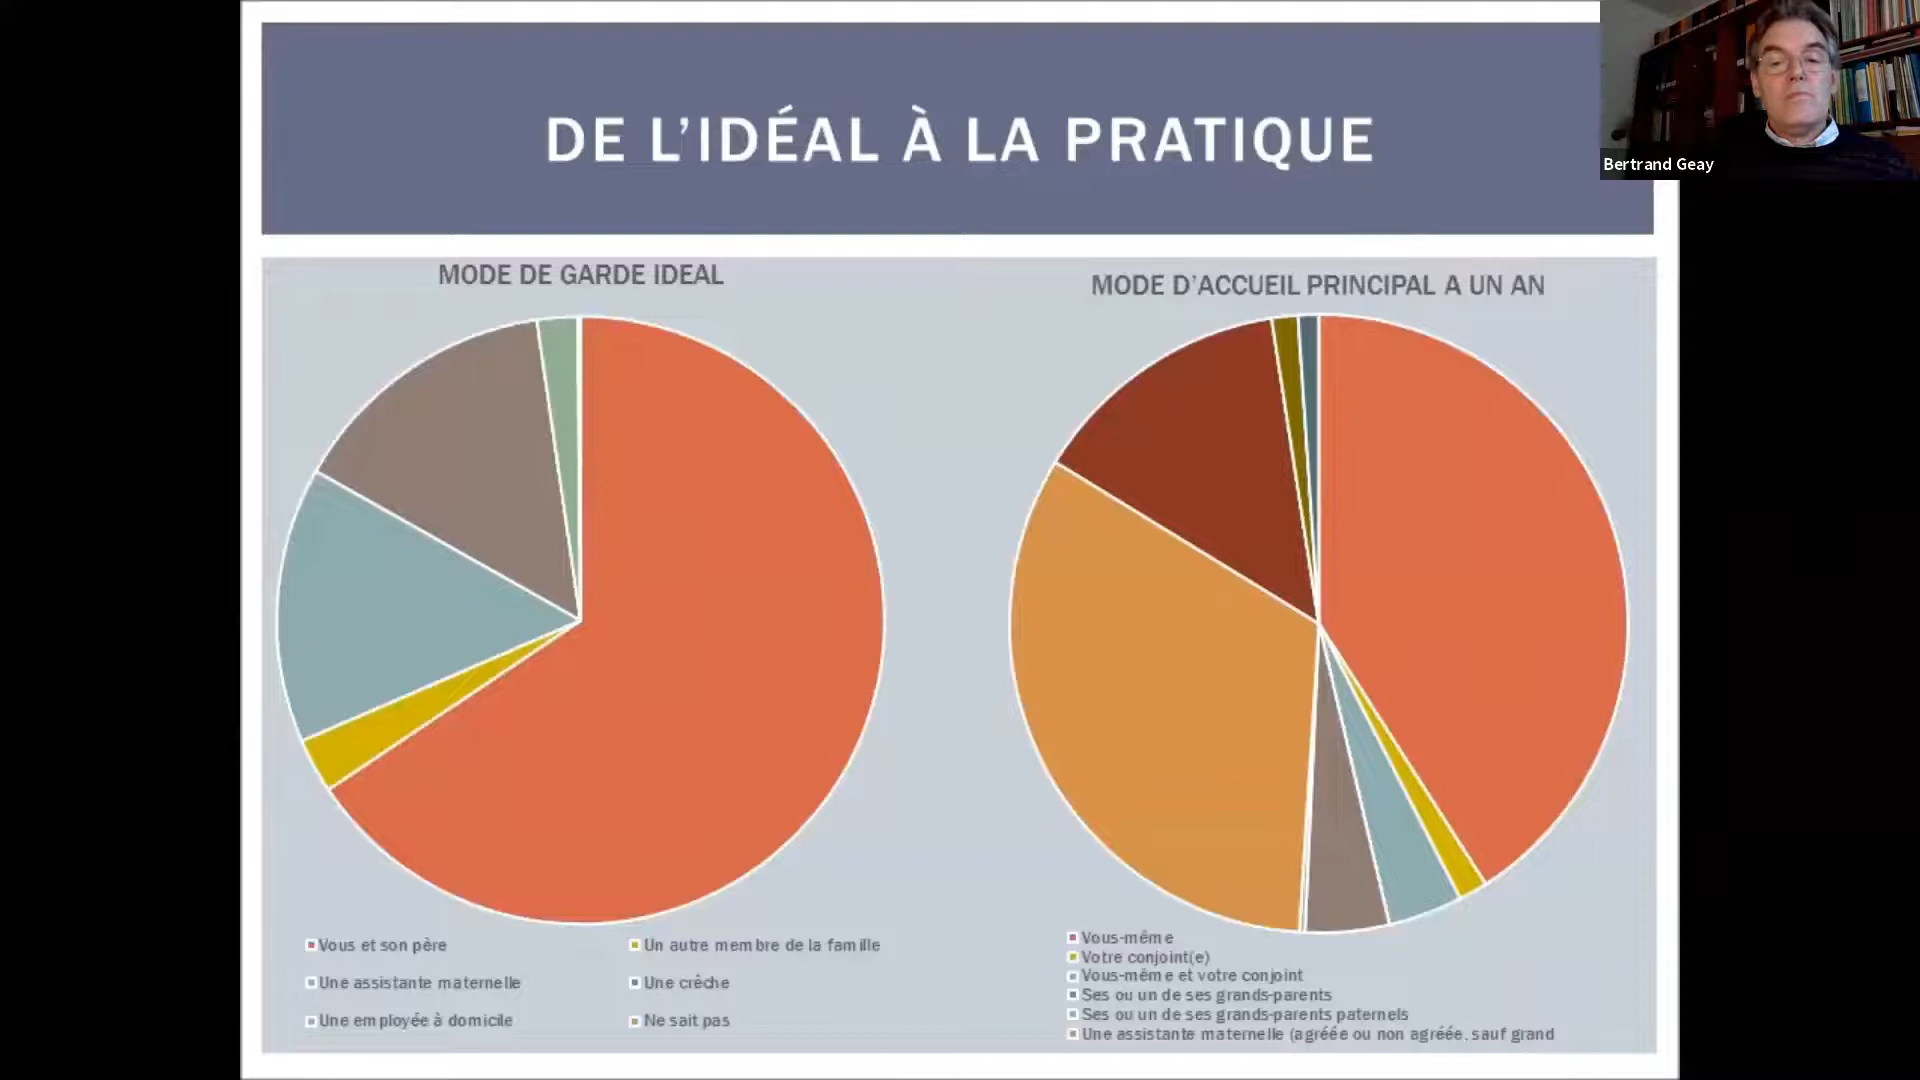 DE L'IDÉAL À LA PRATIQUE
Bertrand Geay
MODE DE GARDE IDEAL
Vous et son père
Un autre membre de la famille
Une assistante maternelle
Une crêche
Une employée à domicile
Ne sait pas
MODE D'ACCUEIL PRINCIPAL A UN AN
Vous-même
Votre conjoint(e)
Vous-même et votre conjoint
Ses ou un de ses grands-parents
Ses ou un de ses grands-parents paternels
Une assistante maternelle (agréée ou non agréée, sauf grand